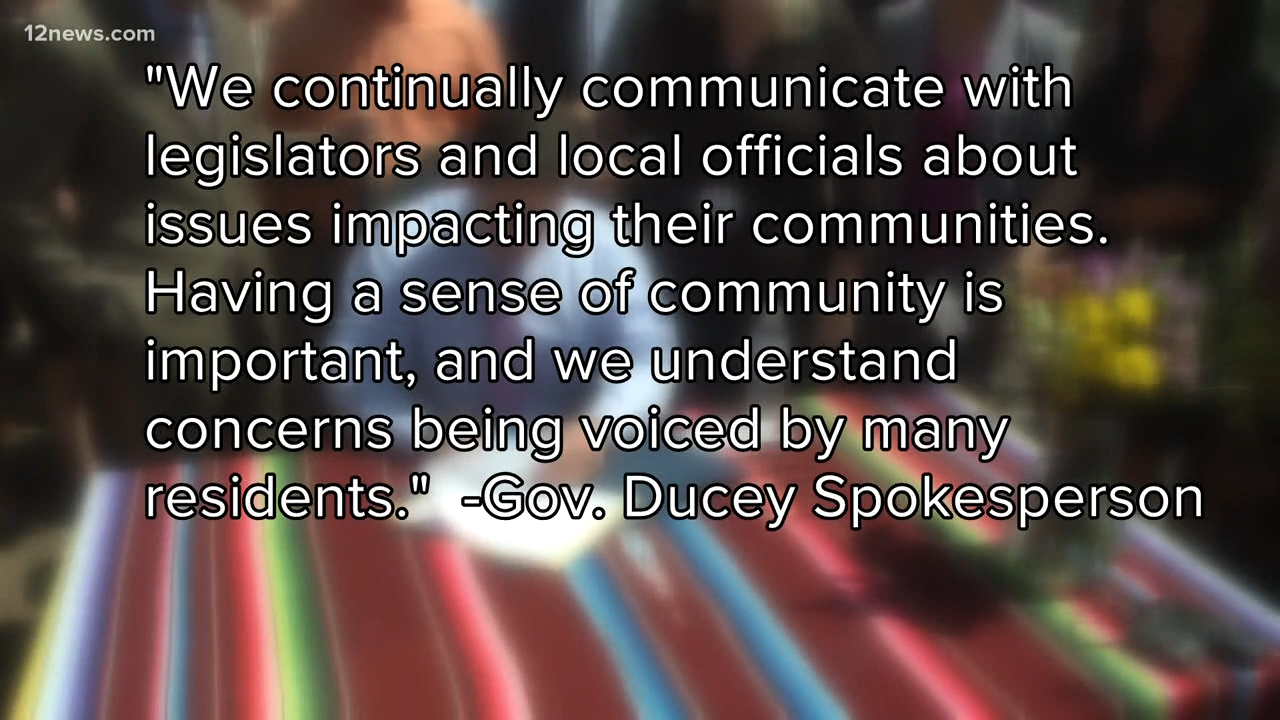 12news.com
"We continually communicate with
legislators and local officials about
issues impacting their communities.
Having a sense of community is
important, and we understand
concerns being voiced by many
residents." -Gov. Ducey Spokesperson